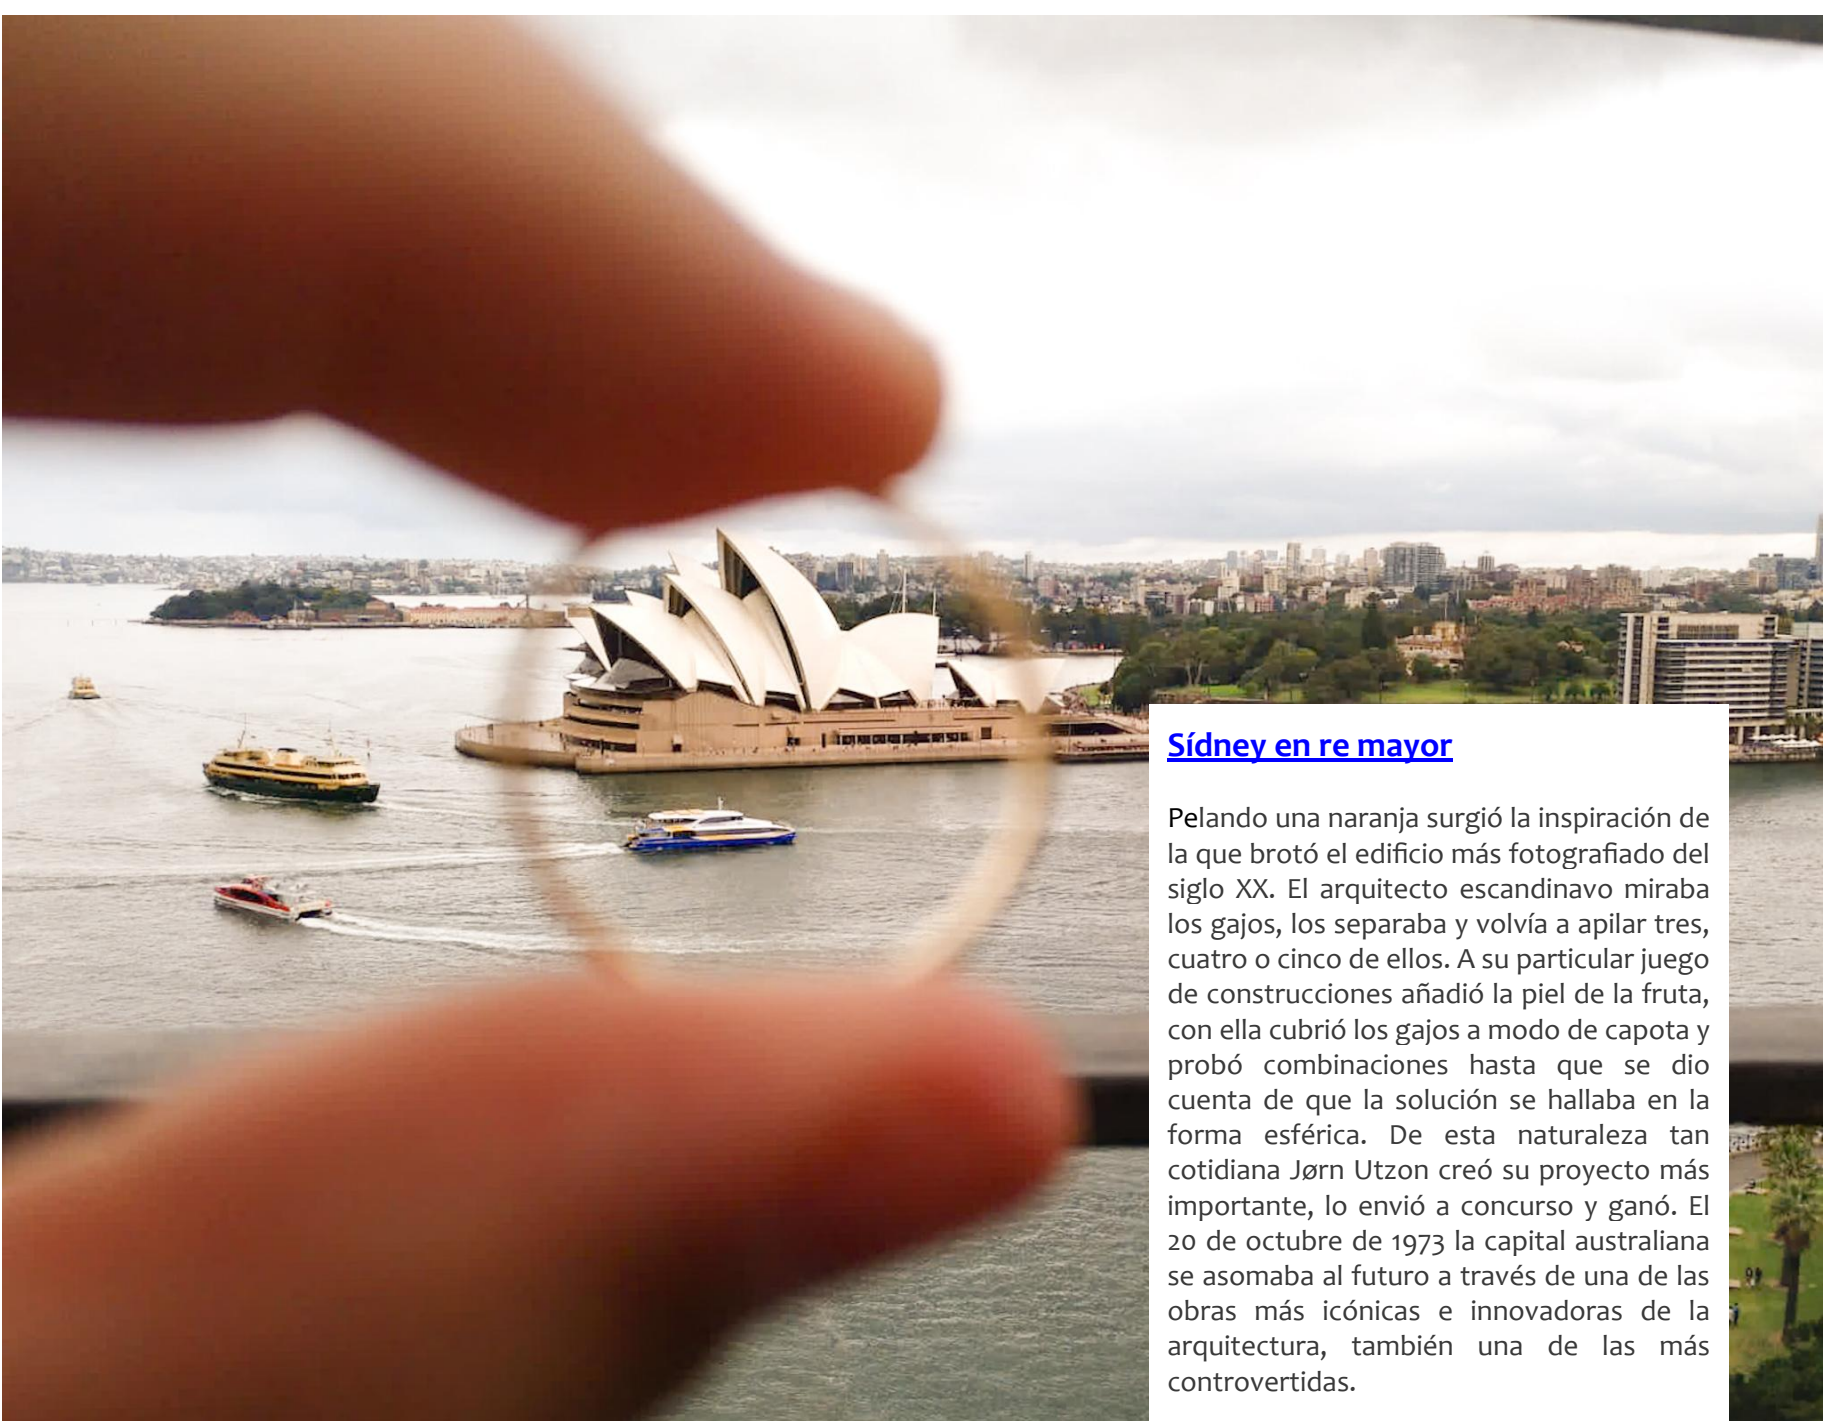 Sídney en re mayor
Pelando una naranja surgió la inspiración de
la que brotó el edificio más fotografiado del
siglo XX. El arquitecto escandinavo miraba
los gajos, los separaba y volvía a apilar tres,
cuatro o cinco de ellos. A su particular juego
de construcciones añadió la piel de la fruta,
con ella cubrió los gajos a modo de capota y
probó combinaciones hasta que se dio
cuenta de que la solución se hallaba en la
forma esférica. De esta naturaleza tan
cotidiana Jørn Utzon creó su proyecto más
importante, lo envió a concurso y ganó. El
20 de octubre de 1973 la capital australiana
se asomaba al futuro a través de una de las
obras más icónicas e innovadoras de la
arquitectura, también una de las más
controvertidas.